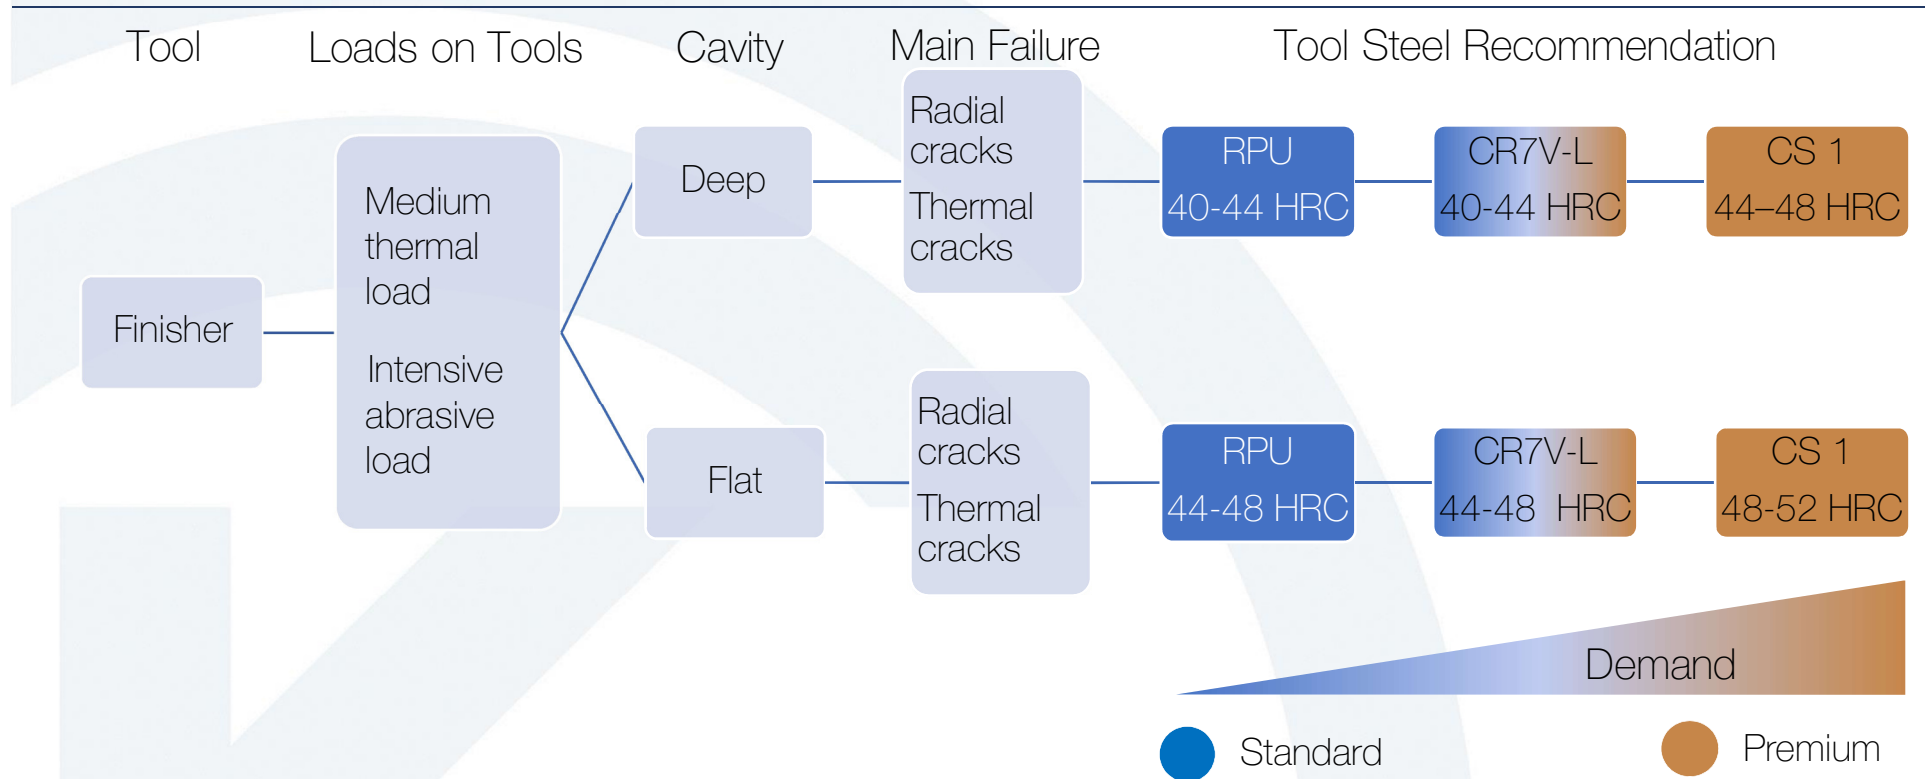 Tool
Loads on Tools
Cavity
Main Failure
Tool Steel Recommendation
Finisher
Medium
thermal
load
Intensive
abrasive
load
Deep
Radial
cracks
Thermal
cracks
RPU
40-44 HRC
CR7V-L
40-44 HRC
CS 1
44–48 HRC
Flat
Radial
cracks
Thermal
cracks
RPU
44-48 HRC
CR7V-L
44-48 HRC
CS 1
48-52 HRC
Demand
Standard
Premium